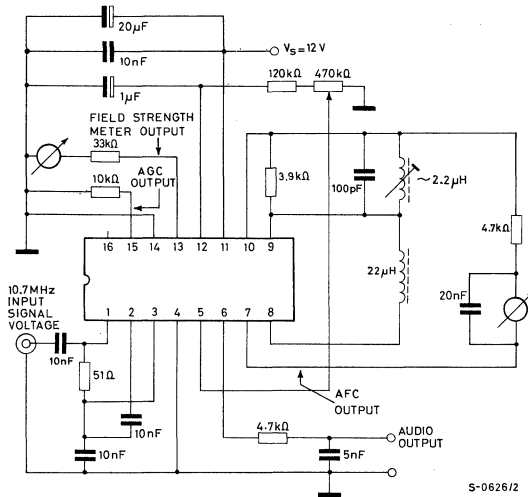 20µF
10nF
Vs=12V
1µF
120kΩ
470kΩ
FIELD STRENGTH
METER OUTPUT
33kΩ
10kΩ
AGC
OUTPUT
3.9kΩ
100pF
~2.2µH
4.7kΩ
16 15 14 13 12 11 10 9
22µH
20nF
10.7MHz
INPUT
SIGNAL
VOLTAGE
1 2 3 4 5 6 7 8
10nF
51Ω
10nF
10nF
AFC
OUTPUT
4.7kΩ
AUDIO
OUTPUT
5nF
S-0626/2